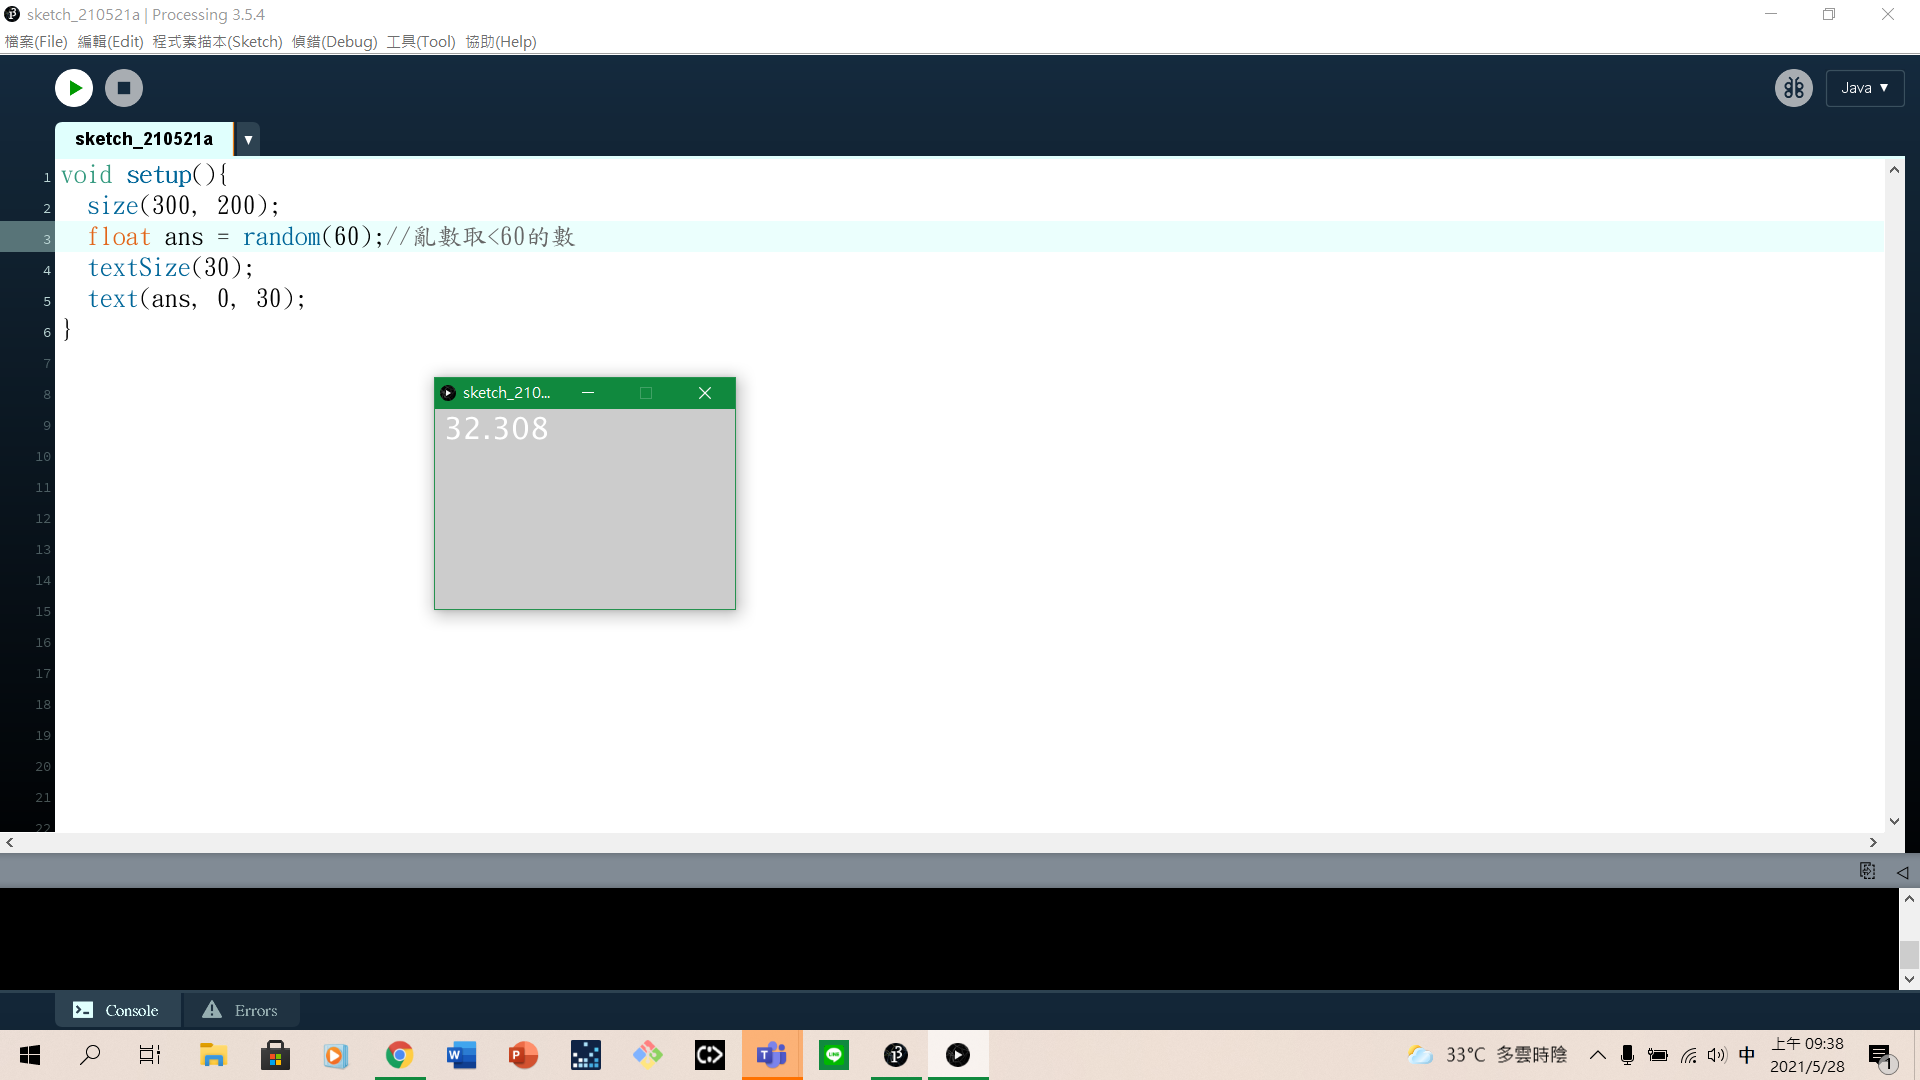 sketch_210521a | Processing 3.5.4
檔案(File) 編輯(Edit) 程式素描本(Sketch) 偵錯(Debug) 工具(Tool) 協助(Help)
Java ▼
sketch_210521a ▼
1 void setup(){
2 size(300, 200);
3 float ans = random(60);//亂數取<60的數
4 textSize(30);
5 text(ans, 0, 30);
6 }
7
8
9
10
11
12
13
14
15
16
17
18
19
20
21
22
sketch_210...
32.308
Console Errors
33°C 多雲時陰 中 上午 09:38
2021/5/28
1